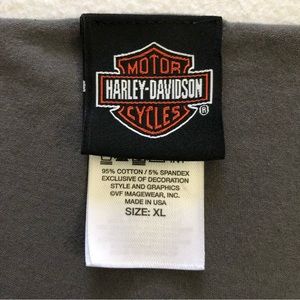 MOTOR
HARLEY-DAVIDSON
CYCLES
®
95% COTTON / 5% SPANDEX
EXCLUSIVE OF DECORATION
STYLE AND GRAPHICS
©VF IMAGEWEAR, INC.
MADE IN USA
SIZE: XL